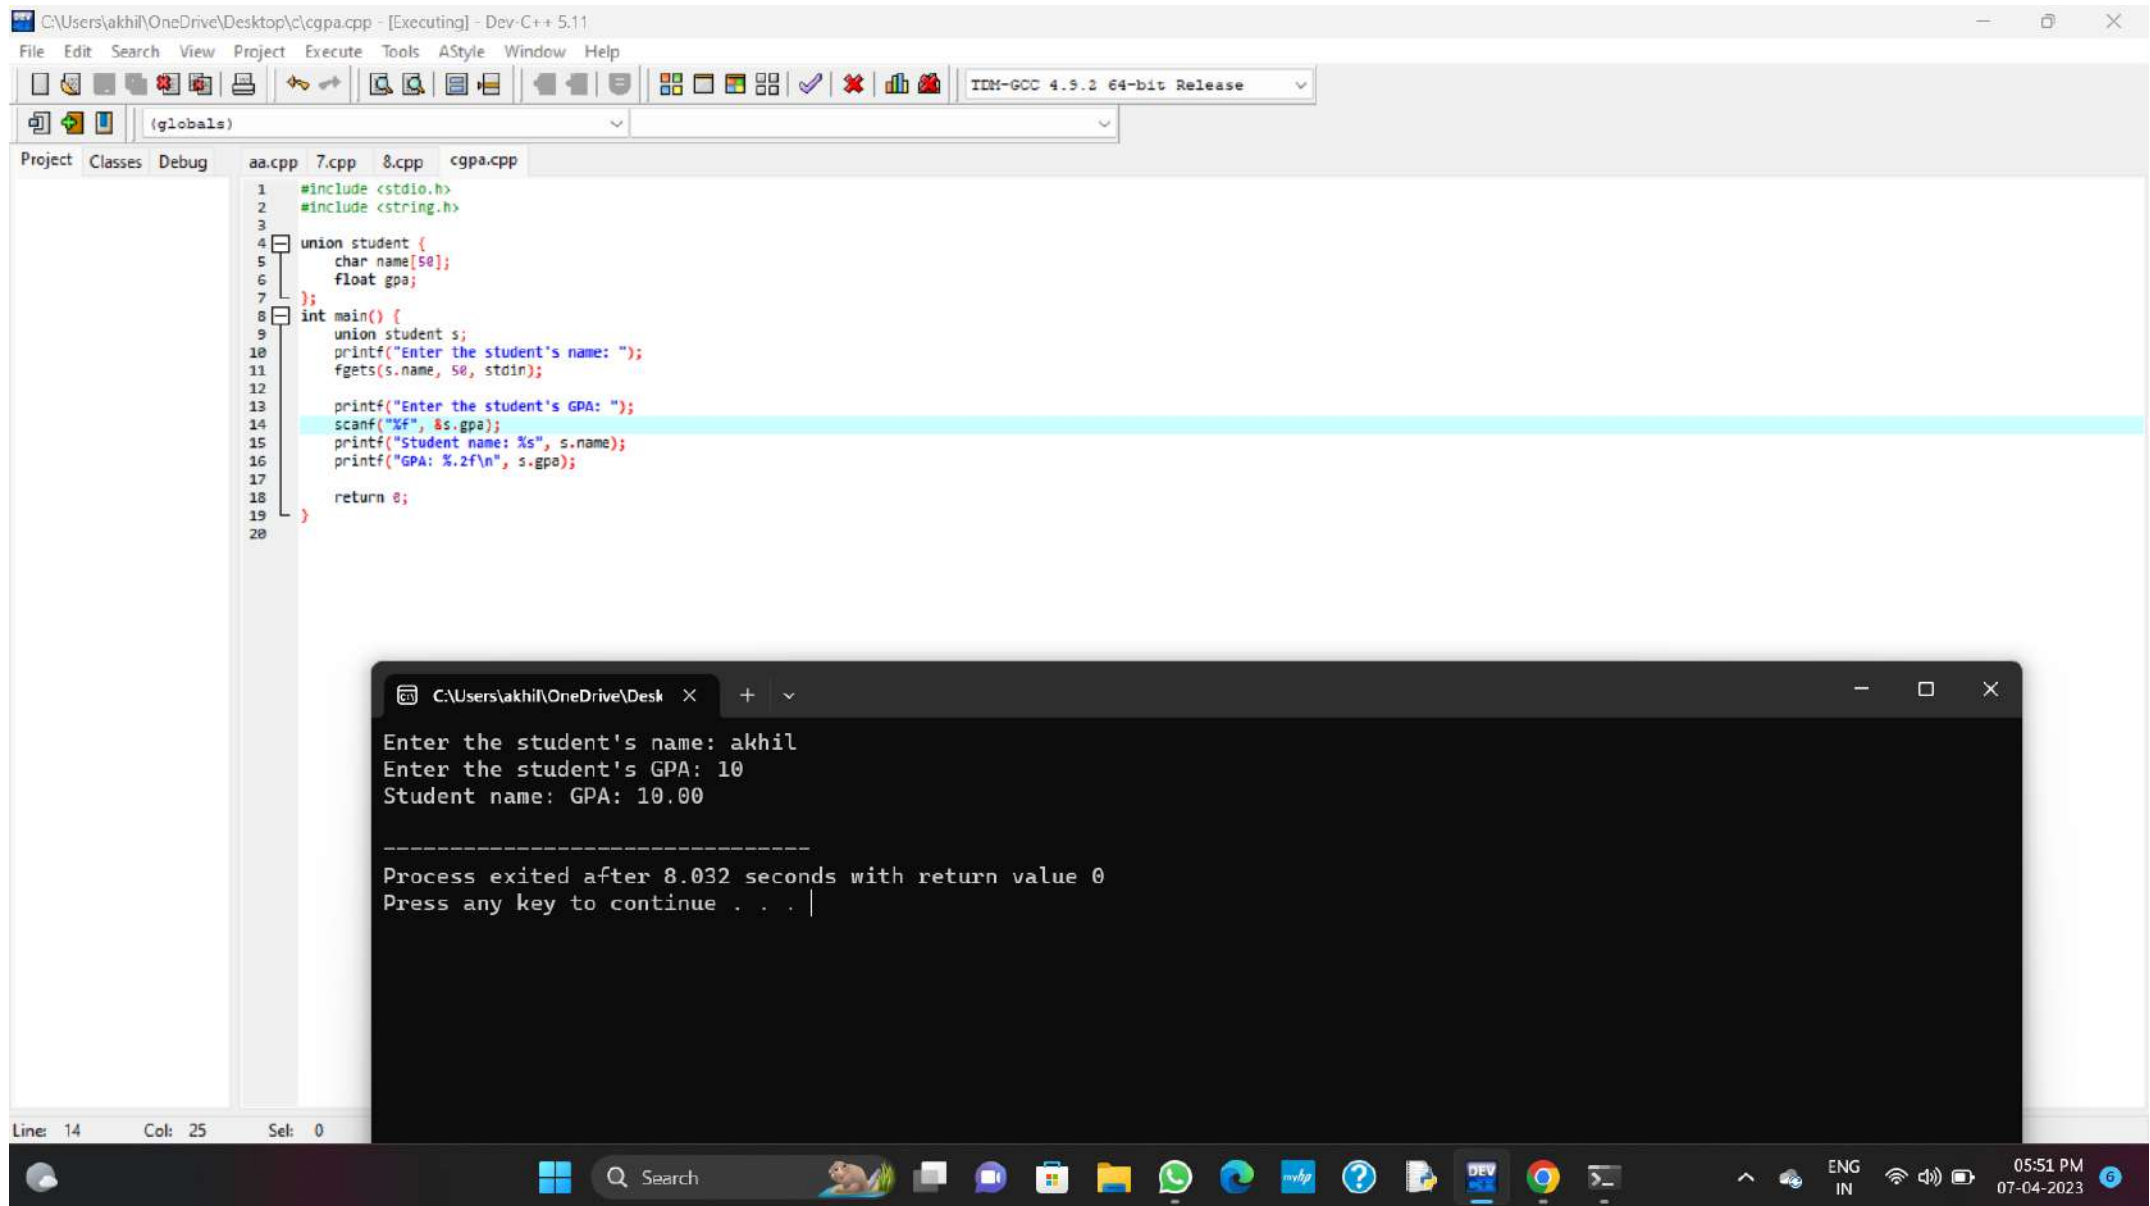 C:\Users\akhil\OneDrive\Desktop\c\cgpa.cpp - [Executing] - Dev-C++ 5.11
File Edit Search View Project Execute Tools AStyle Window Help
TDM-GCC 4.9.2 64-bit Release
(globals)
Project Classes Debug aa.cpp 7.cpp 8.cpp cgpa.cpp
1 #include <stdio.h>
2 #include <string.h>
3
4 union student {
5 char name[50];
6 float gpa;
7 };
8 int main() {
9 union student s;
10 printf("Enter the student's name: ");
11 fgets(s.name, 50, stdin);
12
13 printf("Enter the student's GPA: ");
14 scanf("%f", &s.gpa);
15 printf("Student name: %s", s.name);
16 printf("GPA: %.2f\n", s.gpa);
17
18 return 0;
19 }
20
C:\Users\akhil\OneDrive\Desk
Enter the student's name: akhil
Enter the student's GPA: 10
Student name: GPA: 10.00
--------------------------------
Process exited after 8.032 seconds with return value 0
Press any key to continue . . .
Line: 14 Col: 25 Sel: 0
Search
myhp
DEV
ENG
IN
05:51 PM
07-04-2023
6